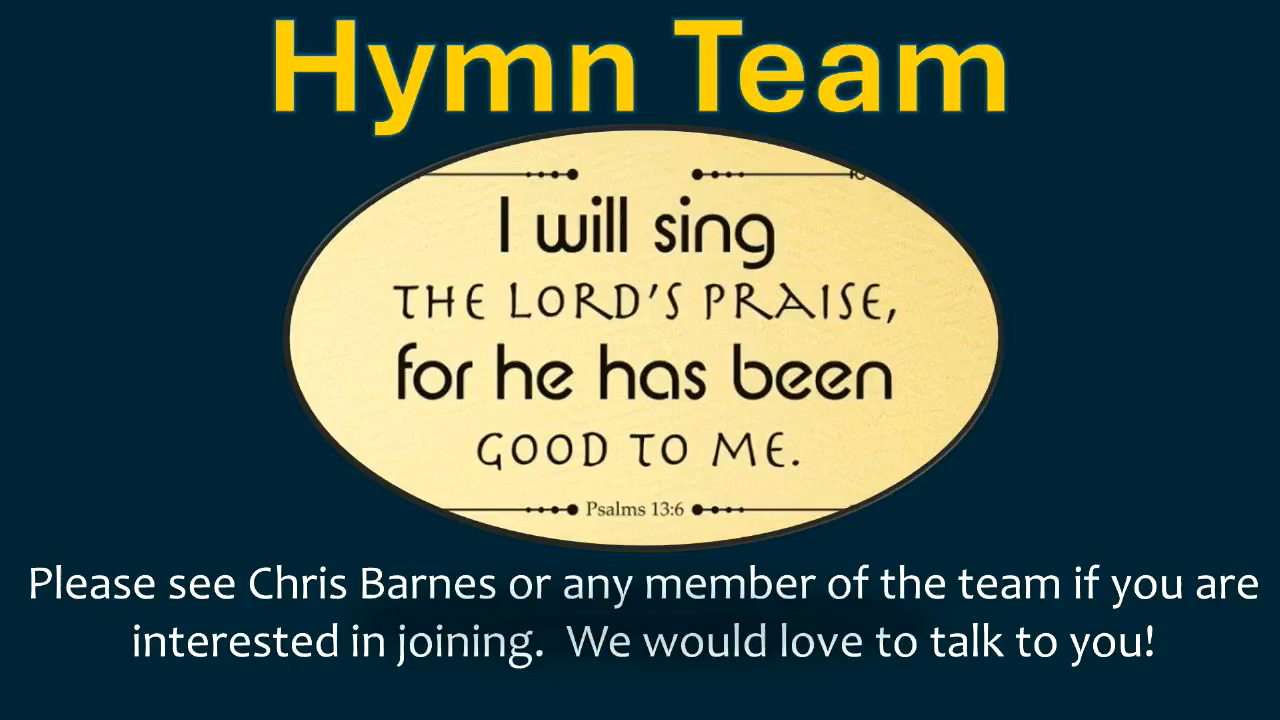 Hymn Team
I will sing
THE LORD'S PRAISE,
for he has been
GOOD TO ME.
Psalms 13:6
Please see Chris Barnes or any member of the team if you are
interested in joining.  We would love to talk to you!